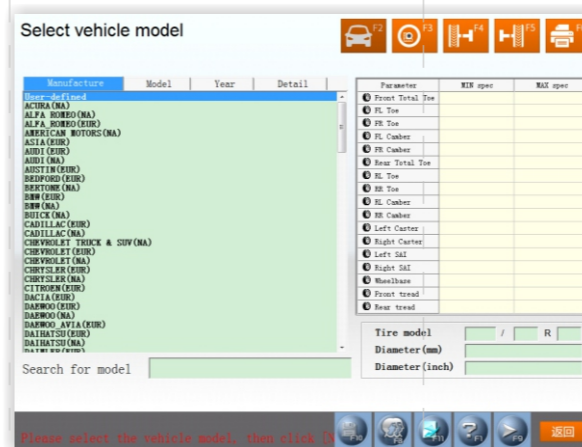 Select vehicle model
F2
F3
F4
F5
Manufacture Model Year Detail
User-defined
ACURA(NA)
ALFA ROMEO(NA)
ALFA_ROMEO(EUR)
AMERICAN MOTORS(NA)
ASIA(EUR)
AUDI(EUR)
AUDI(NA)
AUSTIN(EUR)
BEDFORD(EUR)
BERTONE(NA)
BMW(EUR)
BMW(NA)
BUICK(NA)
CADILLAC(EUR)
CADILLAC(NA)
CHEVROLET TRUCK & SUV(NA)
CHEVROLET(EUR)
CHEVROLET(NA)
CHRYSLER(EUR)
CHRYSLER(NA)
CITROEN(EUR)
DACIA(EUR)
DAEWOO(EUR)
DAEWOO(NA)
DAEWOO_AVIA(EUR)
DAIHATSU(EUR)
DAIHATSU(NA)
DAIMLER(EUR)
Search for model
Parameter MIN spec MAX spec
Front Total Toe
FL Toe
FR Toe
FL Camber
FR Camber
Rear Total Toe
RL Toe
RR Toe
RL Camber
RR Camber
Left Caster
Right Caster
Left SAI
Right SAI
Wheelbase
Front tread
Rear tread
Tire model / R
Diameter(mm)
Diameter(inch)
Please select the vehicle model, then click [N
F10
F11
F1
F9
返回